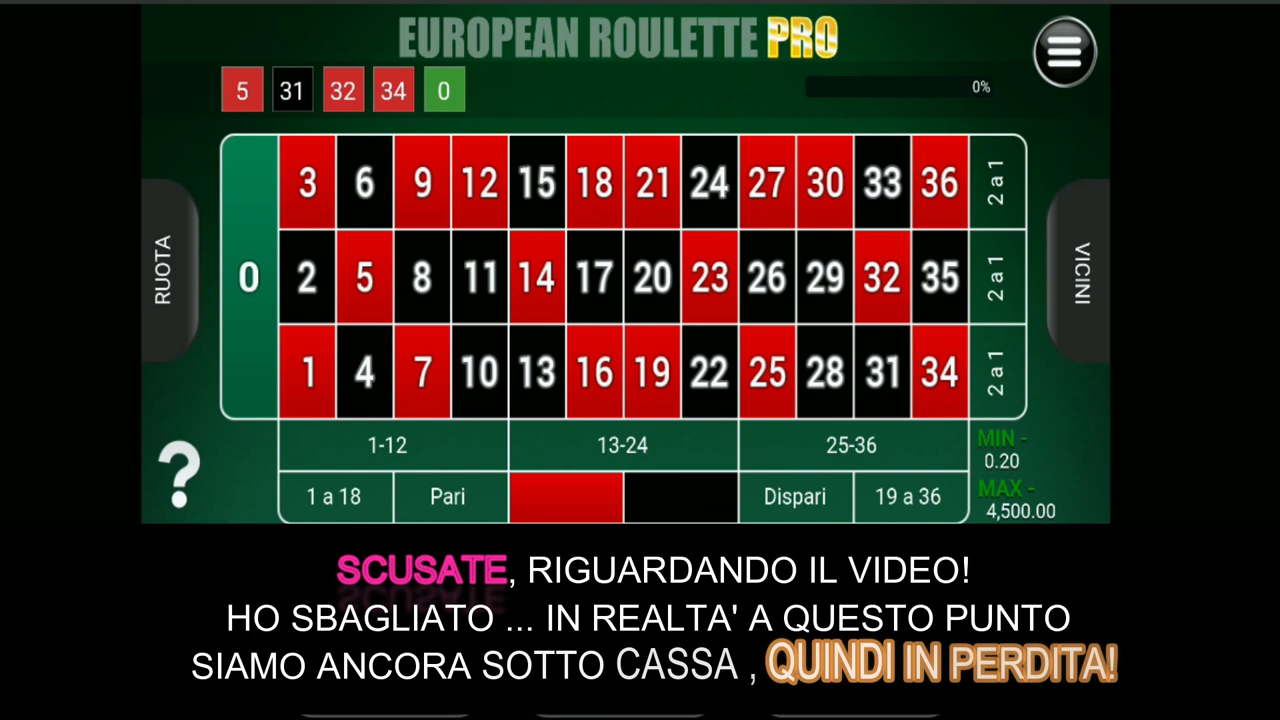 EUROPEAN ROULETTE PRO
5 31 32 34 0
0%
3 6 9 12 15 18 21 24 27 30 33 36 2 a 1
0 2 5 8 11 14 17 20 23 26 29 32 35 2 a 1
1 4 7 10 13 16 19 22 25 28 31 34 2 a 1
RUOTA
VICINI
1-12 13-24 25-36
MIN -
0.20
?
1 a 18 Pari Dispari 19 a 36
MAX -
4,500.00
SCUSATE, RIGUARDANDO IL VIDEO!
HO SBAGLIATO ... IN REALTA' A QUESTO PUNTO
SIAMO ANCORA SOTTO CASSA , QUINDI IN PERDITA!